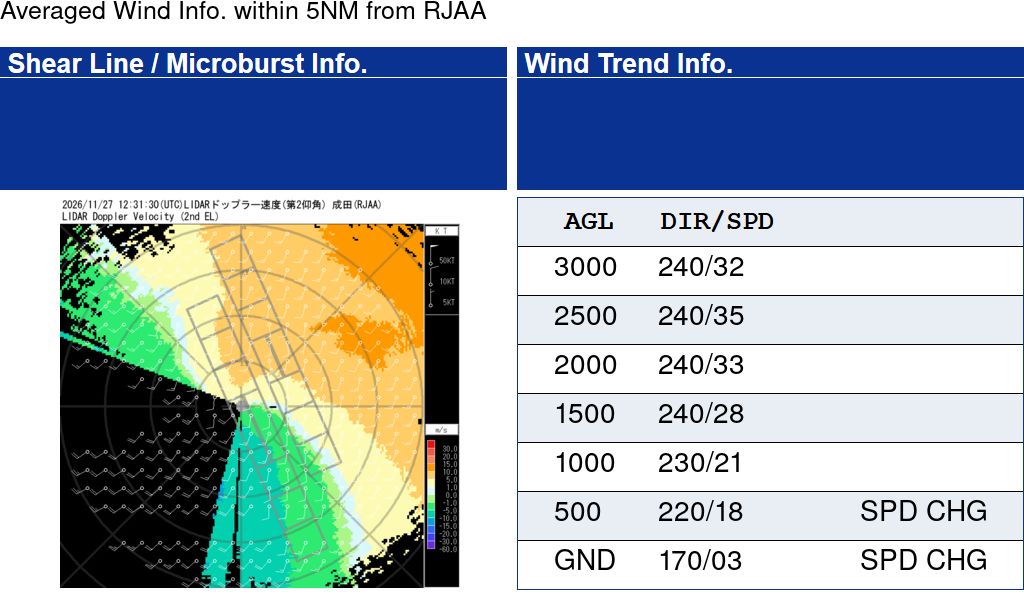 Averaged Wind Info. within 5NM from RJAA
Shear Line / Microburst Info.
Wind Trend Info.
2026/11/27 12:31:30(UTC)LIDARドップラー速度(第2仰角) 成田(RJAA)
LIDAR Doppler Velocity (2nd EL)
K T
50KT
10KT
5KT
m/s
30.0
20.0
15.0
10.0
5.0
1.0
0.0
-1.0
-5.0
-10.0
-15.0
-20.0
-30.0
-60.0
AGL DIR/SPD
3000 240/32
2500 240/35
2000 240/33
1500 240/28
1000 230/21
500 220/18 SPD CHG
GND 170/03 SPD CHG